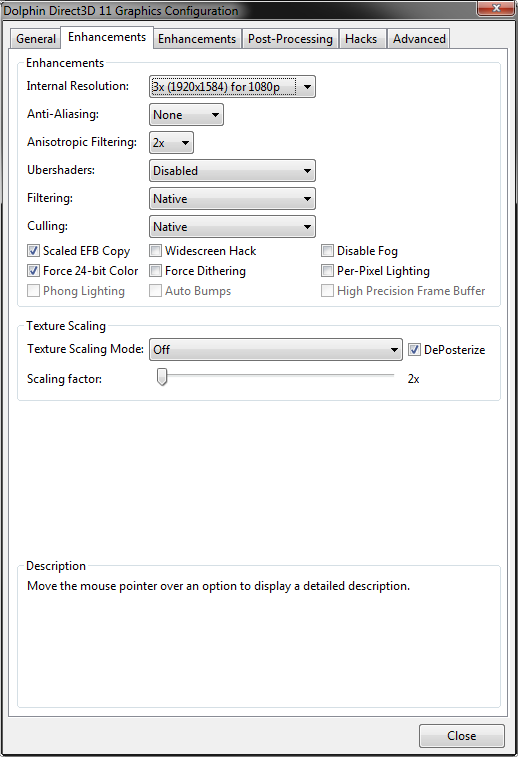 Dolphin Direct3D 11 Graphics Configuration
General Enhancements Enhancements Post-Processing Hacks Advanced
Enhancements
Internal Resolution: 3x (1920x1584) for 1080p
Anti-Aliasing: None
Anisotropic Filtering: 2x
Ubershaders: Disabled
Filtering: Native
Culling: Native
Scaled EFB Copy Widescreen Hack Disable Fog
Force 24-bit Color Force Dithering Per-Pixel Lighting
Phong Lighting Auto Bumps High Precision Frame Buffer
Texture Scaling
Texture Scaling Mode: Off DePosterize
Scaling factor: 2x
Description
Move the mouse pointer over an option to display a detailed description.
Close